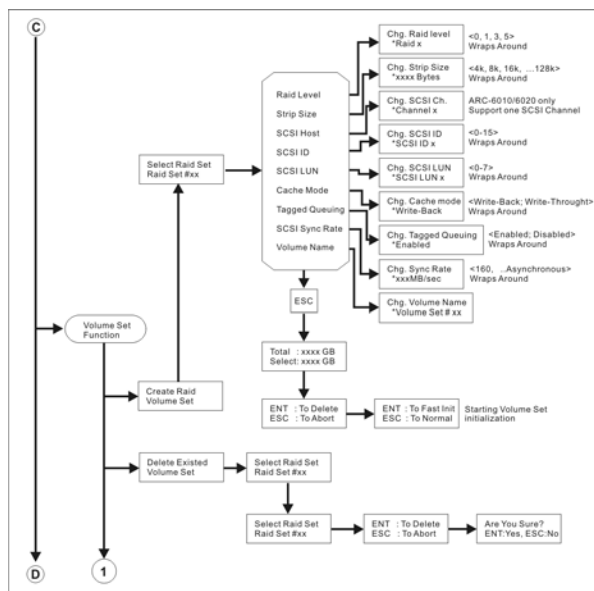 C
Chg. Raid level
*Raid x
<0, 1, 3, 5>
Wraps Around
Chg. Strip Size
*xxxx Bytes
<4k, 8k, 16k, ...128k>
Wraps Around
Raid Level
Strip Size
SCSI Host
SCSI ID
SCSI LUN
Cache Mode
Tagged Queuing
SCSI Sync Rate
Volume Name
Chg. SCSI Ch.
*Channel x
ARC-6010/6020 only
Support one SCSI Channel
Chg. SCSI ID
*SCSI ID x
<0-15>
Wraps Around
Select Raid Set
Raid Set #xx
Chg. SCSI LUN
*SCSI LUN x
<0-7>
Wraps Around
Chg. Cache mode
*Write-Back
<Write-Back; Write-Throught>
Wraps Around
Chg. Tagged Queuing
*Enabled
<Enabled; Disabled>
Wraps Around
Chg. Sync Rate
*xxxMB/sec
<160, ..Asynchronous>
Wraps Around
ESC
Chg. Volume Name
*Volume Set # xx
Volume Set
Function
Total : xxxx GB
Select: xxxx GB
Create Raid
Volume Set
ENT : To Delete
ESC : To Abort
ENT : To Fast Init
ESC : To Normal
Starting Volume Set
initialization
Delete Existed
Volume Set
Select Raid Set
Raid Set #xx
Select Raid Set
Raid Set #xx
ENT : To Delete
ESC : To Abort
Are You Sure?
ENT:Yes, ESC:No
D
1